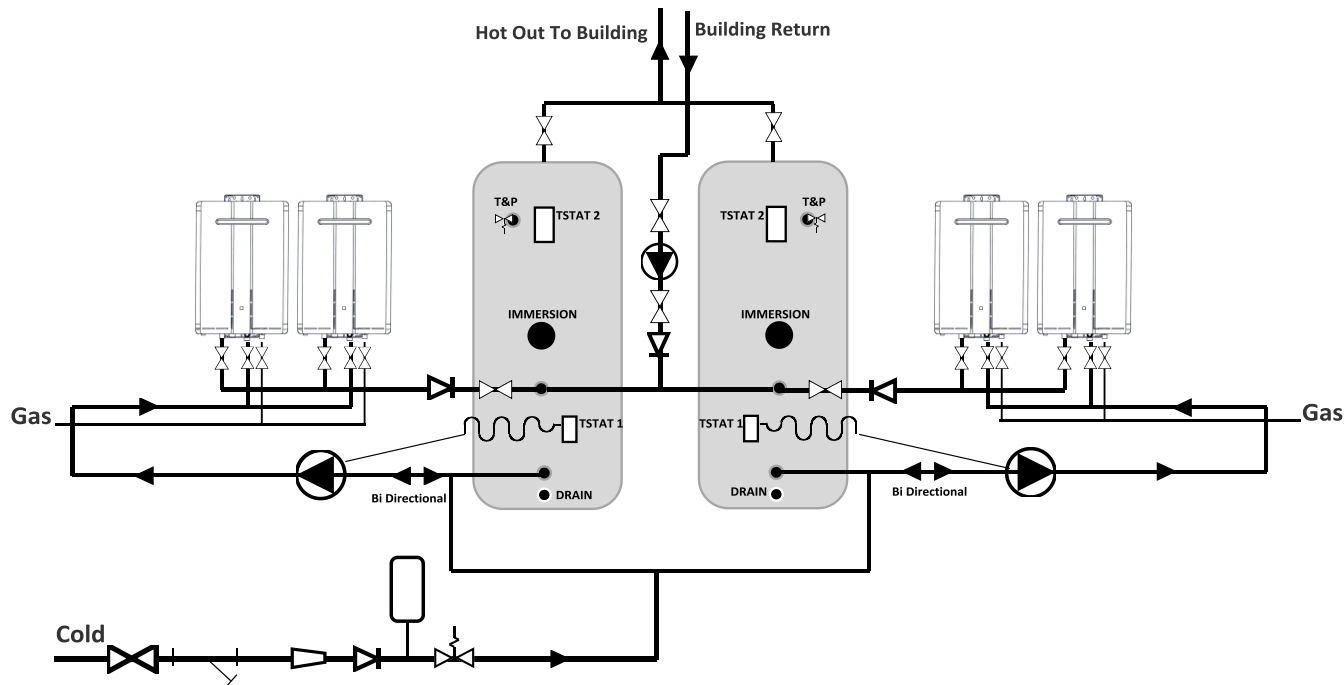 Hot Out To Building
Building Return
T&P
TSTAT 2
TSTAT 2
T&P
IMMERSION
IMMERSION
Gas
Gas
TSTAT 1
TSTAT 1
Bi Directional
DRAIN
DRAIN
Bi Directional
Cold